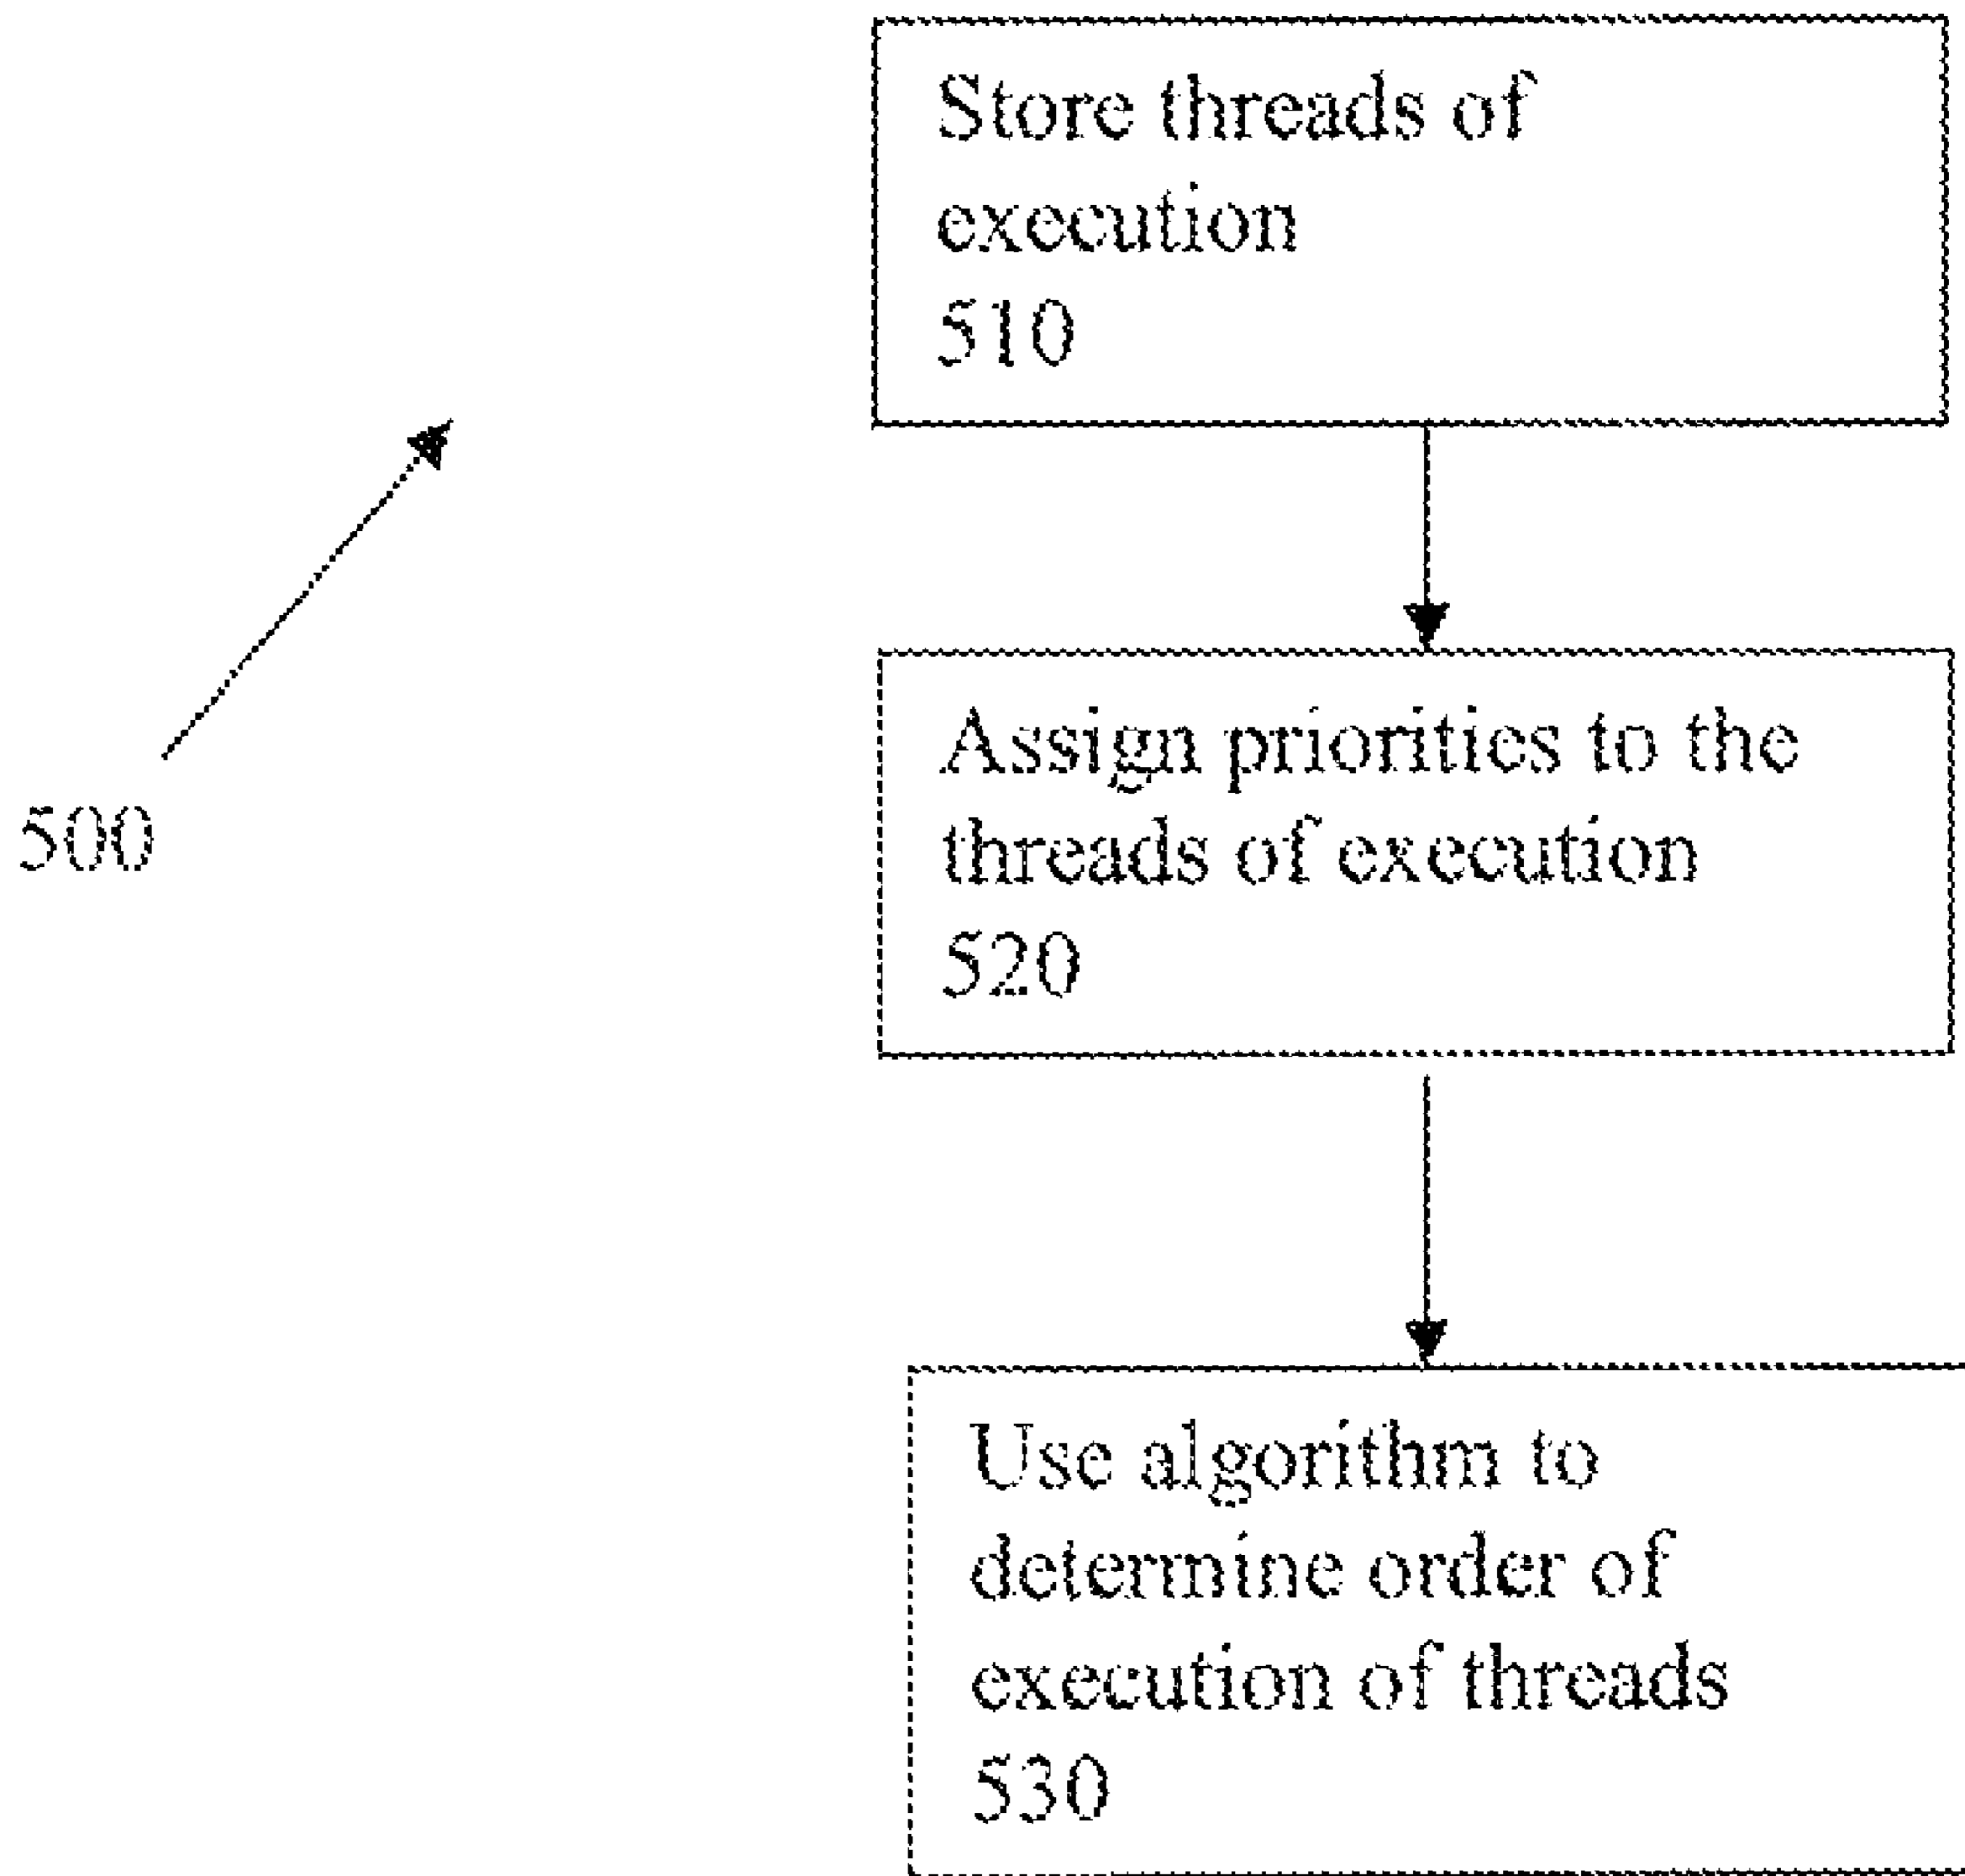 Store threads of
execution
510
500
Assign priorities to the
threads of execution
520
Use algorithm to
determine order of
execution of threads
530